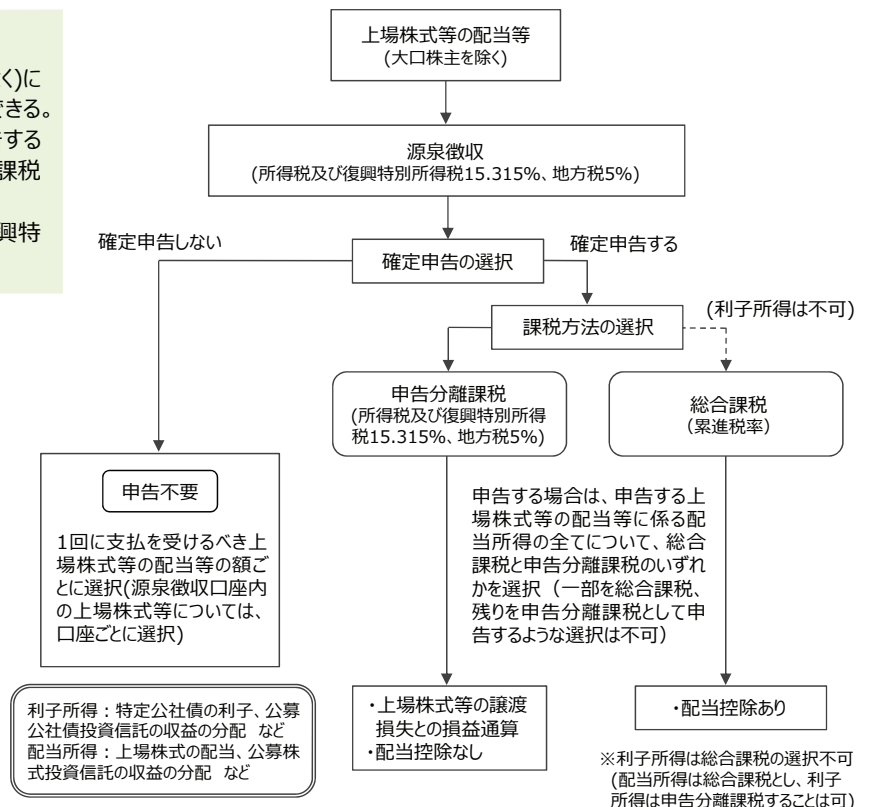 く)に
できる。
する
課税
興特
上場株式等の配当等
(大口株主を除く)
源泉徴収
(所得税及び復興特別所得税15.315%、地方税5%)
確定申告しない
確定申告する
確定申告の選択
(利子所得は不可)
課税方法の選択
申告分離課税
(所得税及び復興特別所得
税15.315%、地方税5%)
総合課税
(累進税率)
申告不要
1回に支払を受けるべき上
場株式等の配当等の額ご
とに選択(源泉徴収口座内
の上場株式等については、
口座ごとに選択)
申告する場合は、申告する上
場株式等の配当等に係る配
当所得の全てについて、総合
課税と申告分離課税のいずれ
かを選択（一部を総合課税、
残りを申告分離課税として申
告するような選択は不可）
利子所得：特定公社債の利子、公募
公社債投資信託の収益の分配 など
配当所得：上場株式の配当、公募株
式投資信託の収益の分配 など
・上場株式等の譲渡
損失との損益通算
・配当控除なし
・配当控除あり
※利子所得は総合課税の選択不可
(配当所得は総合課税とし、利子
所得は申告分離課税することは可)